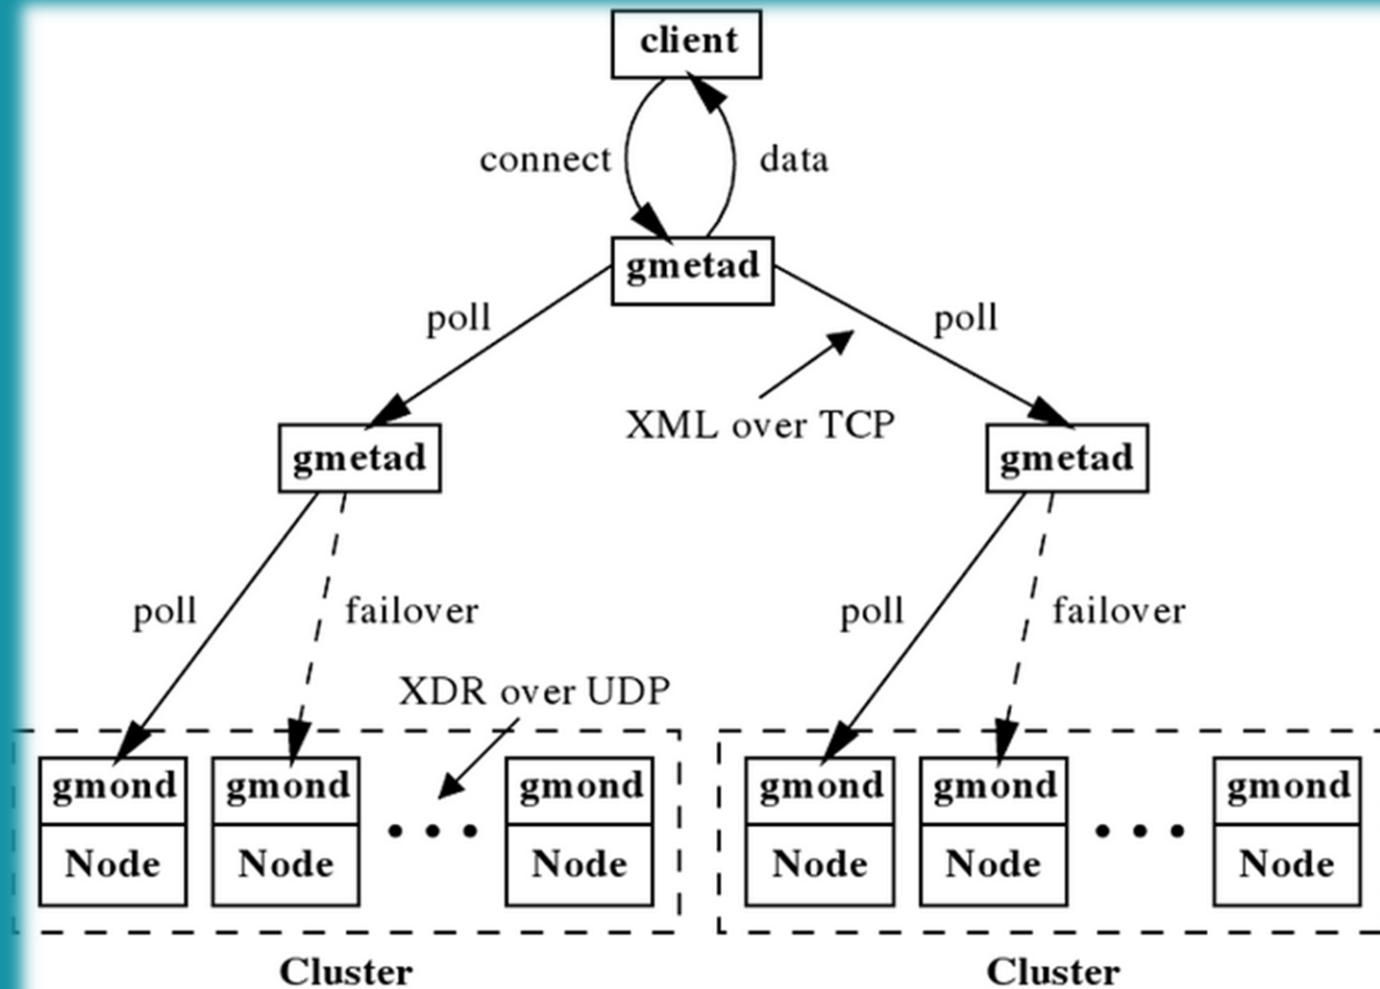 client
connect
data
gmetad
poll
poll
XML over TCP
gmetad
gmetad
poll
failover
poll
failover
XDR over UDP
gmond
gmond
gmond
gmond
gmond
gmond
Node
Node
Node
Node
Node
Node
Cluster
Cluster